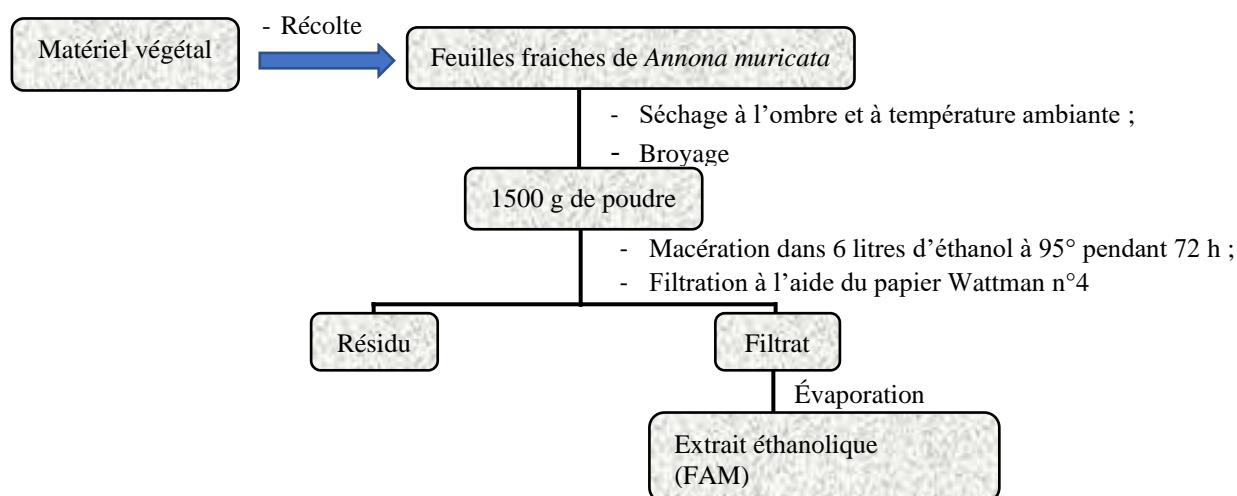 Matériel végétal
- Récolte
Feuilles fraiches de Annona muricata
- Séchage à l’ombre et à température ambiante ;
- Broyage
1500 g de poudre
- Macération dans 6 litres d’éthanol à 95° pendant 72 h ;
- Filtration à l’aide du papier Wattman n°4
Résidu
Filtrat
Évaporation
Extrait éthanolique
(FAM)